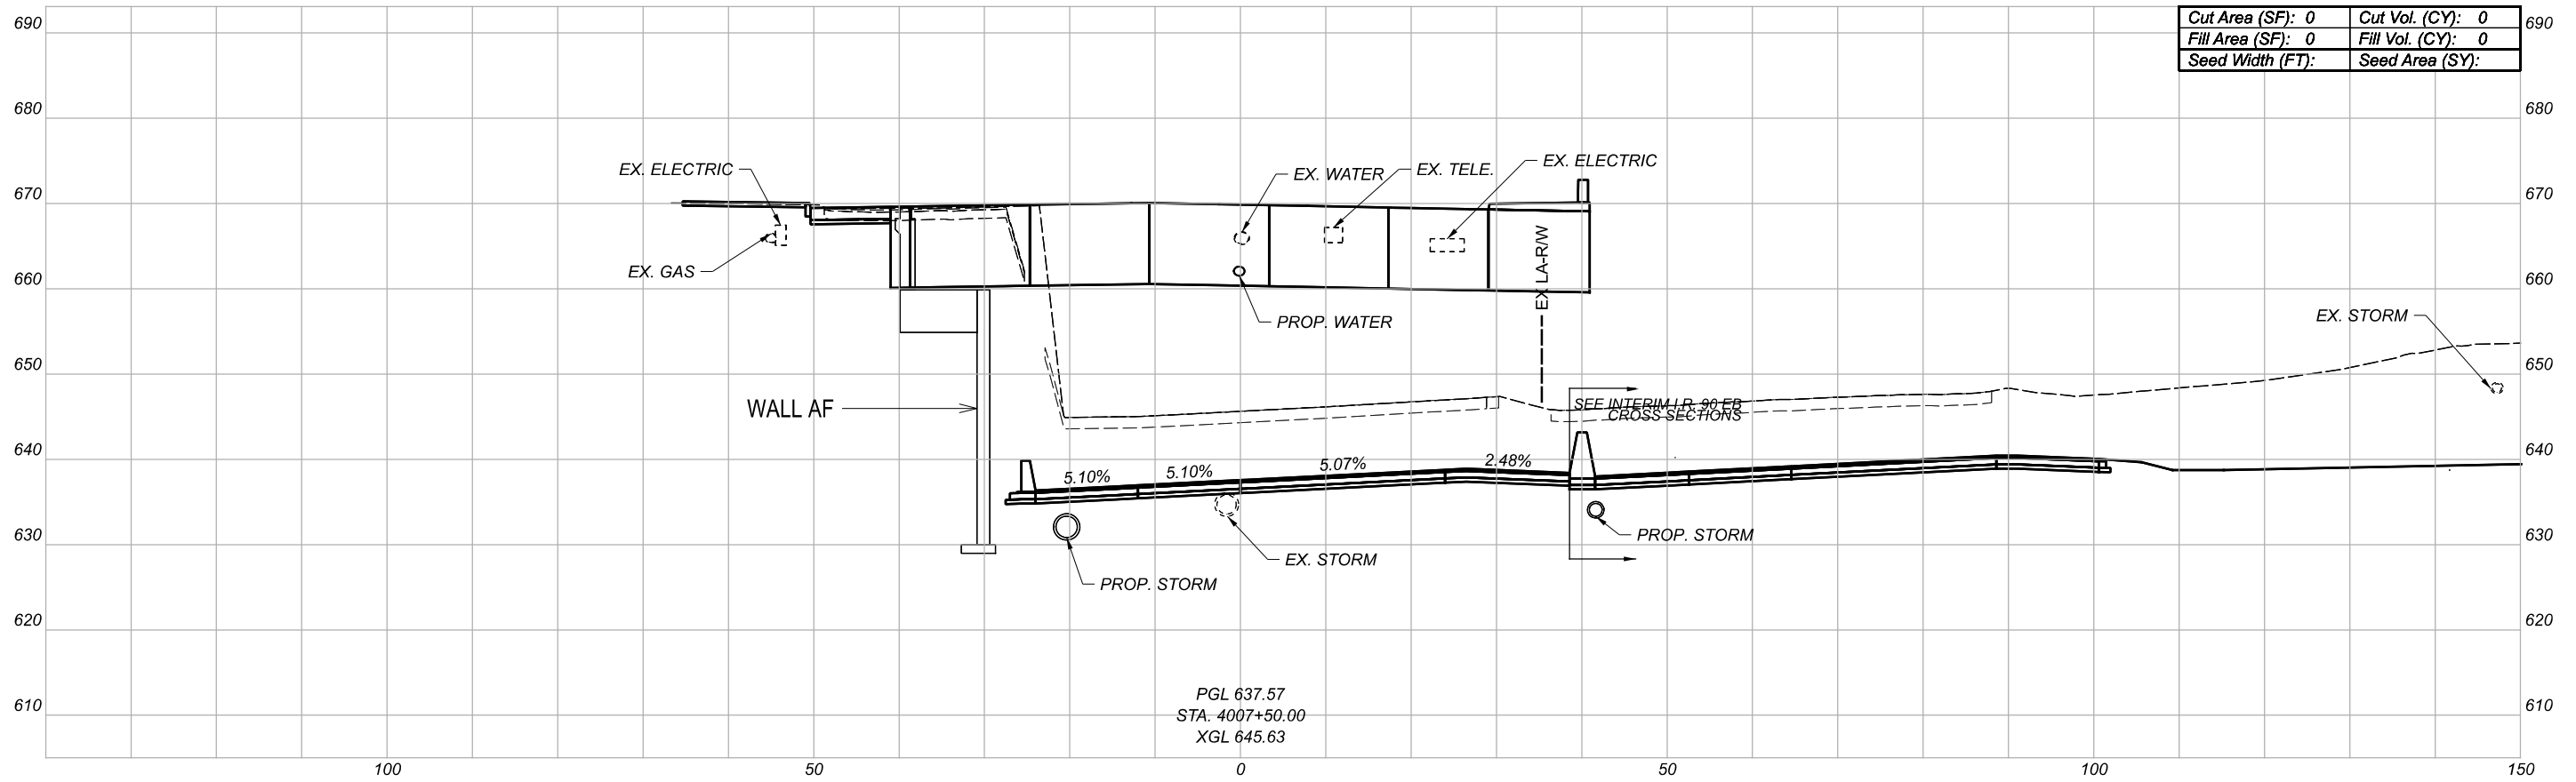 690
Cut Area (SF): 0 Cut Vol. (CY): 0
690
Fill Area (SF): 0 Fill Vol. (CY): 0
Seed Width (FT): Seed Area (SY):
680
680
EX. ELECTRIC
EX. WATER
EX. TELE.
EX. ELECTRIC
670
670
EX. GAS
EX LA-R/W
660
660
PROP. WATER
EX. STORM
650
650
WALL AF
SEE INTERIM I.R. 90 EB
CROSS SECTIONS
640
640
5.10%
5.10%
5.07%
2.48%
630
630
PROP. STORM
EX. STORM
PROP. STORM
620
620
610
610
PGL 637.57
STA. 4007+50.00
XGL 645.63
100
50
0
50
100
150